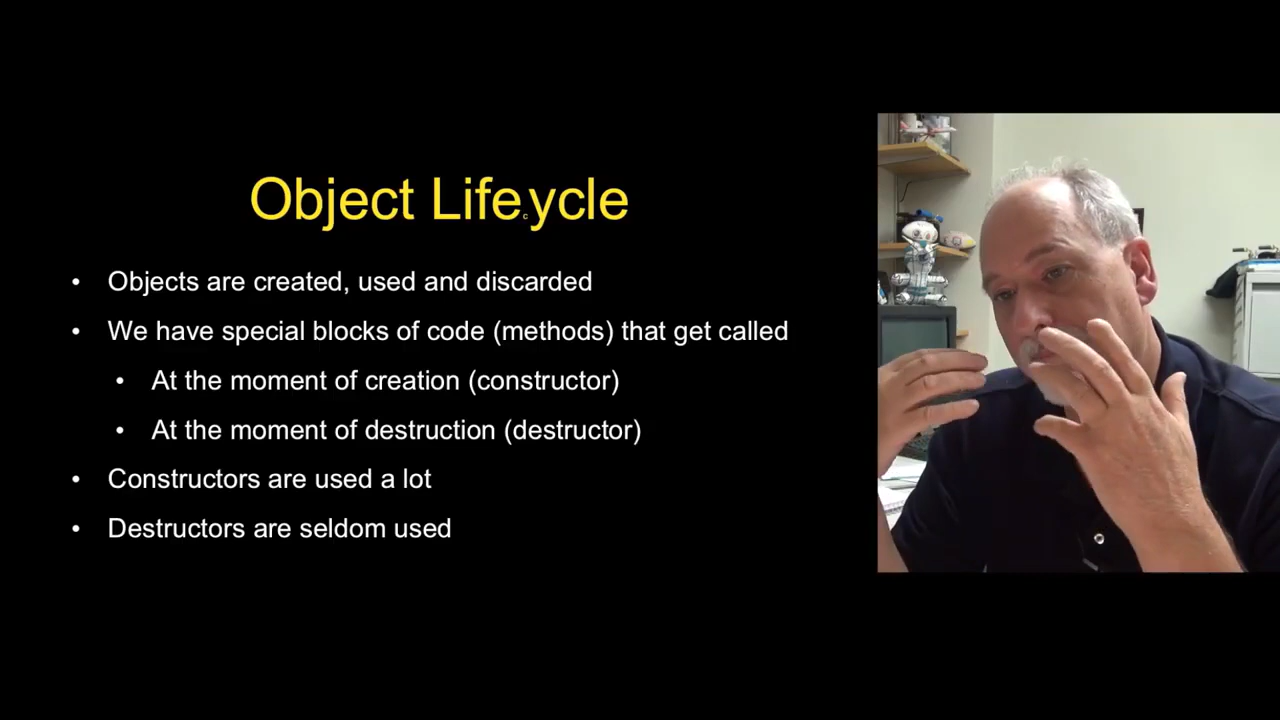 Object Lifecycle
• Objects are created, used and discarded
• We have special blocks of code (methods) that get called
• At the moment of creation (constructor)
• At the moment of destruction (destructor)
• Constructors are used a lot
• Destructors are seldom used